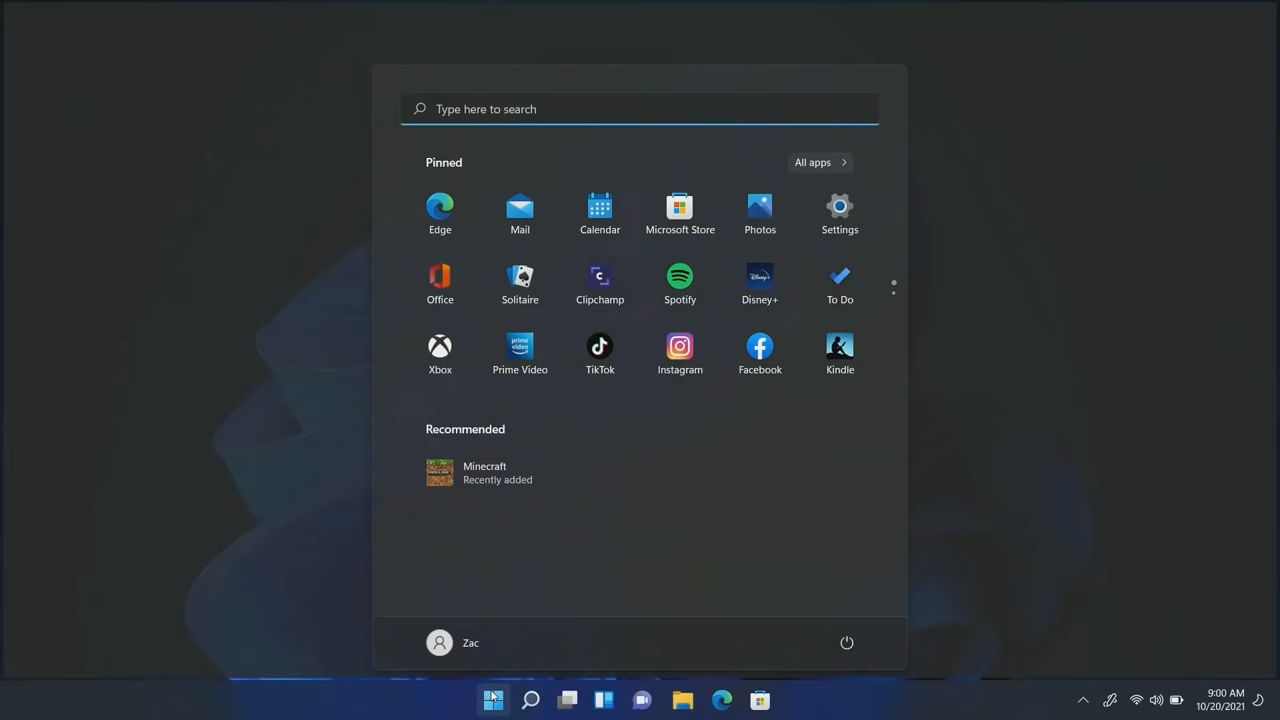 Type here to search
Pinned
All apps
Edge
Mail
Calendar
Microsoft Store
Photos
Settings
Office
Solitaire
Clipchamp
Spotify
Disney+
To Do
prime video
Xbox
Prime Video
TikTok
Instagram
Facebook
Kindle
Recommended
Minecraft
Recently added
Zac
9:00 AM
10/20/2021